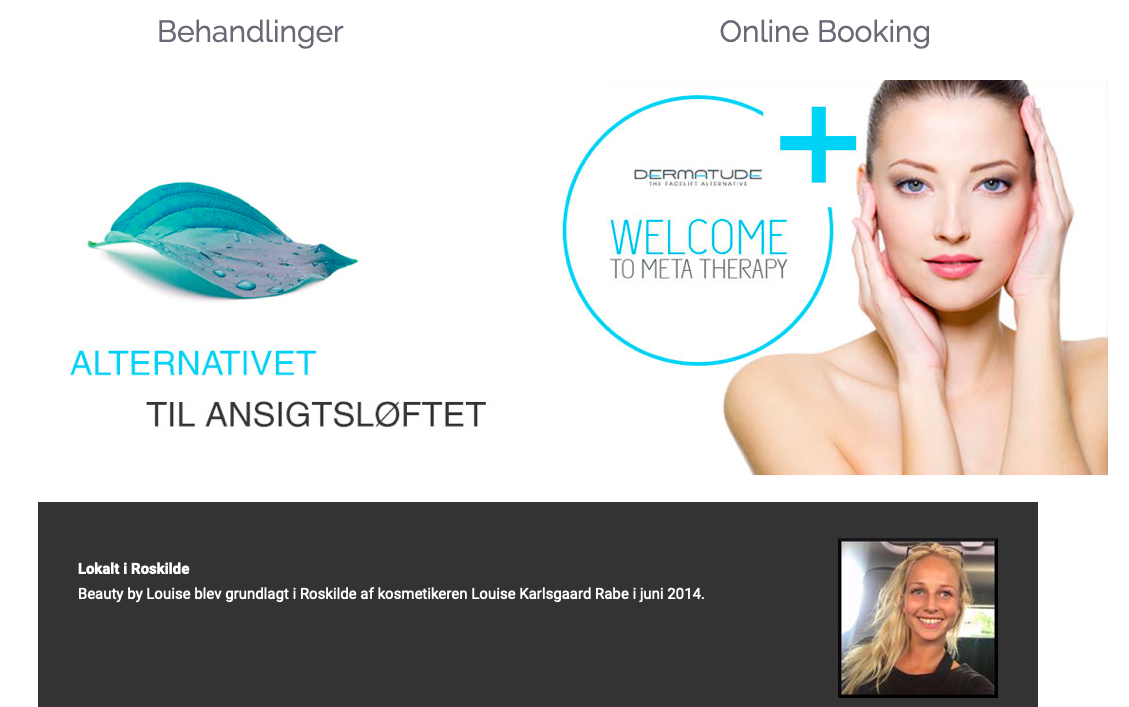 Behandlinger
Online Booking
DERMATUDE
THE FACELIFT ALTERNATIVE
WELCOME
TO META THERAPY
ALTERNATIVET
TIL ANSIGTSLØFTET
Lokalt i Roskilde
Beauty by Louise blev grundlagt i Roskilde af kosmetikeren Louise Karlsgaard Rabe i juni 2014.